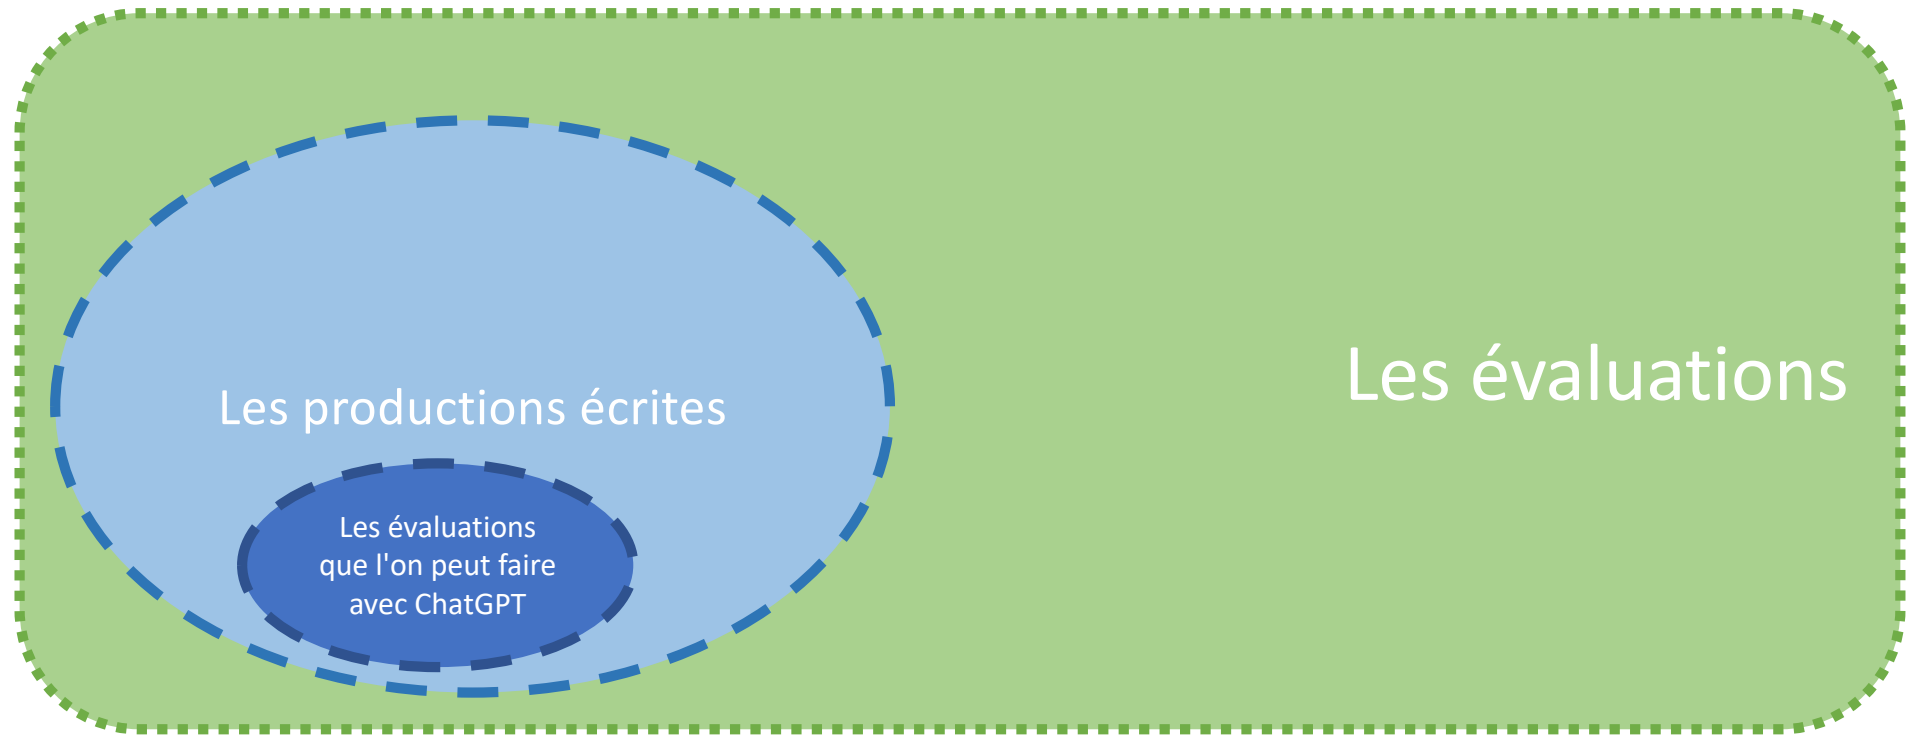 Les évaluations
Les productions écrites
Les évaluations
que l'on peut faire
avec ChatGPT